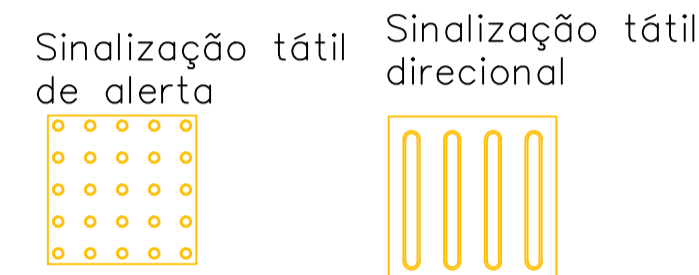 Sinalização tátil
de alerta
Sinalização tátil
direcional